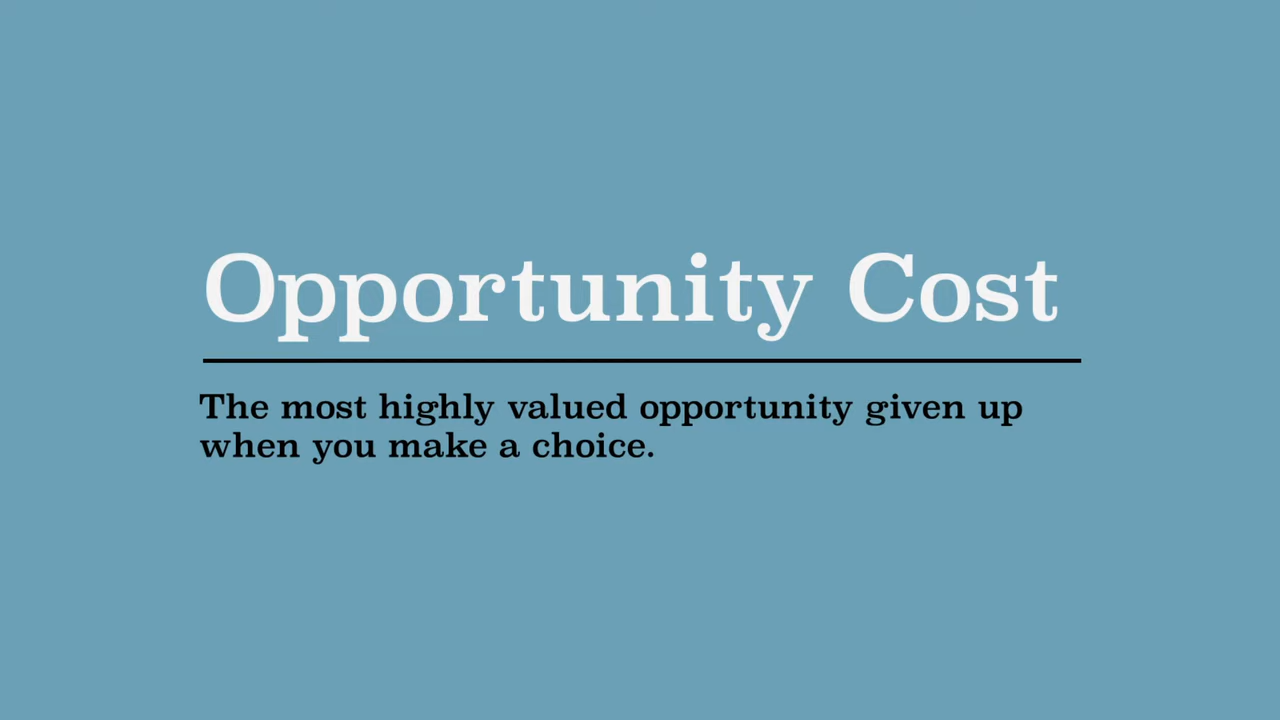 Opportunity Cost
The most highly valued opportunity given up
when you make a choice.